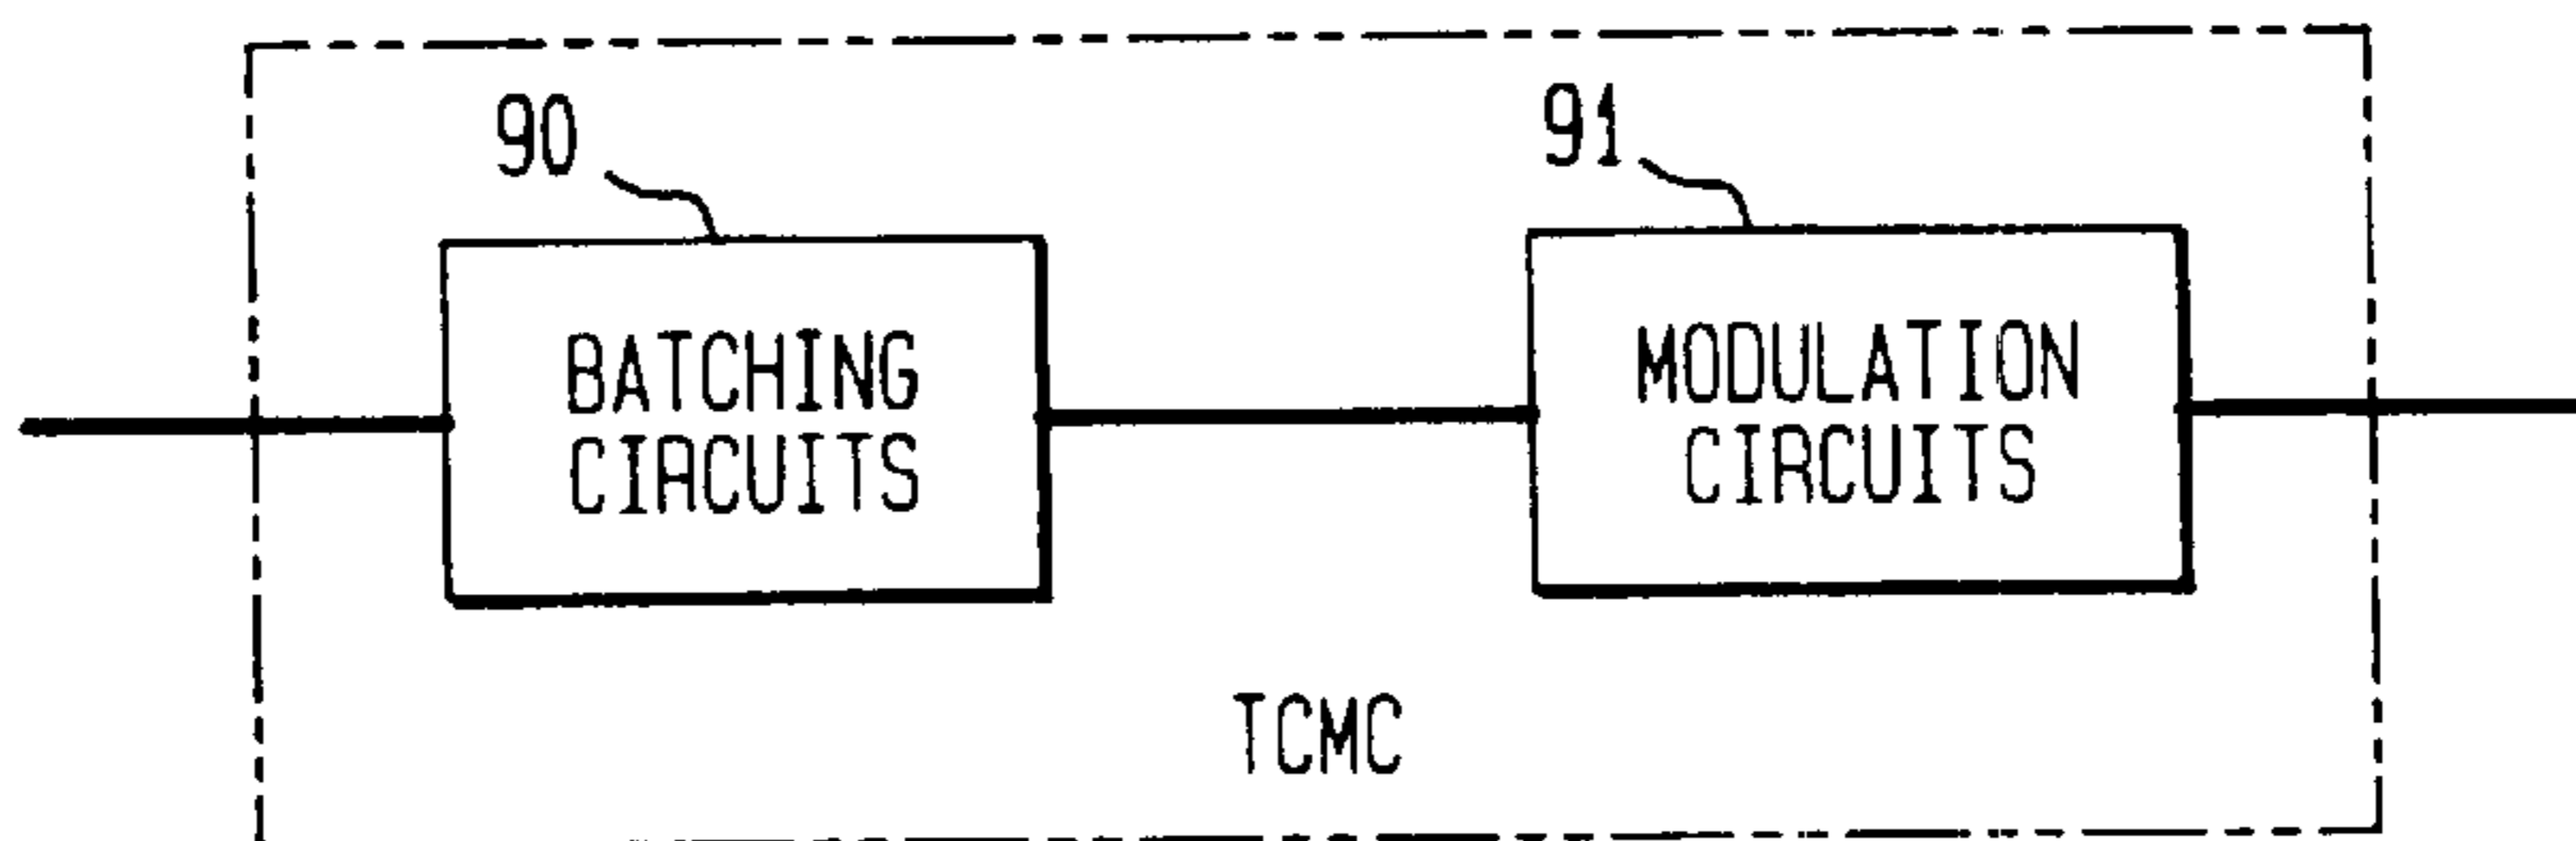 90
91
BATCHING
CIRCUITS
MODULATION
CIRCUITS
TCMC